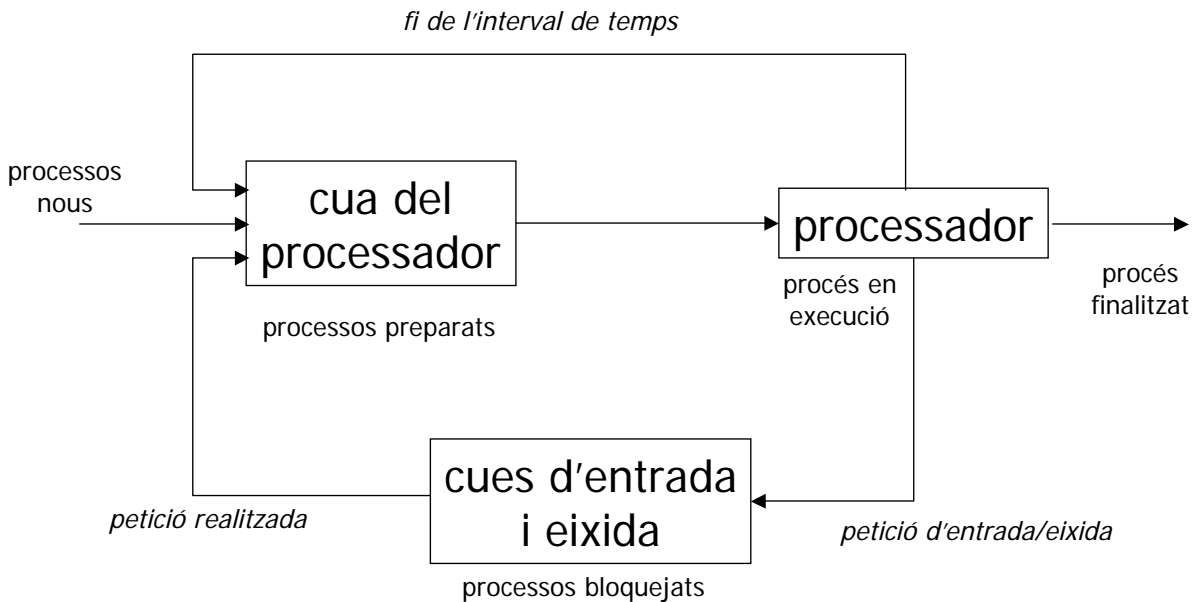 fi de l'interval de temps
processos
nous
cua del
processador
processos preparats
processador
procés en
execució
procés
finalitzat
cues d'entrada
i eixida
processos bloquejats
petició realitzada
petició d'entrada/eixida